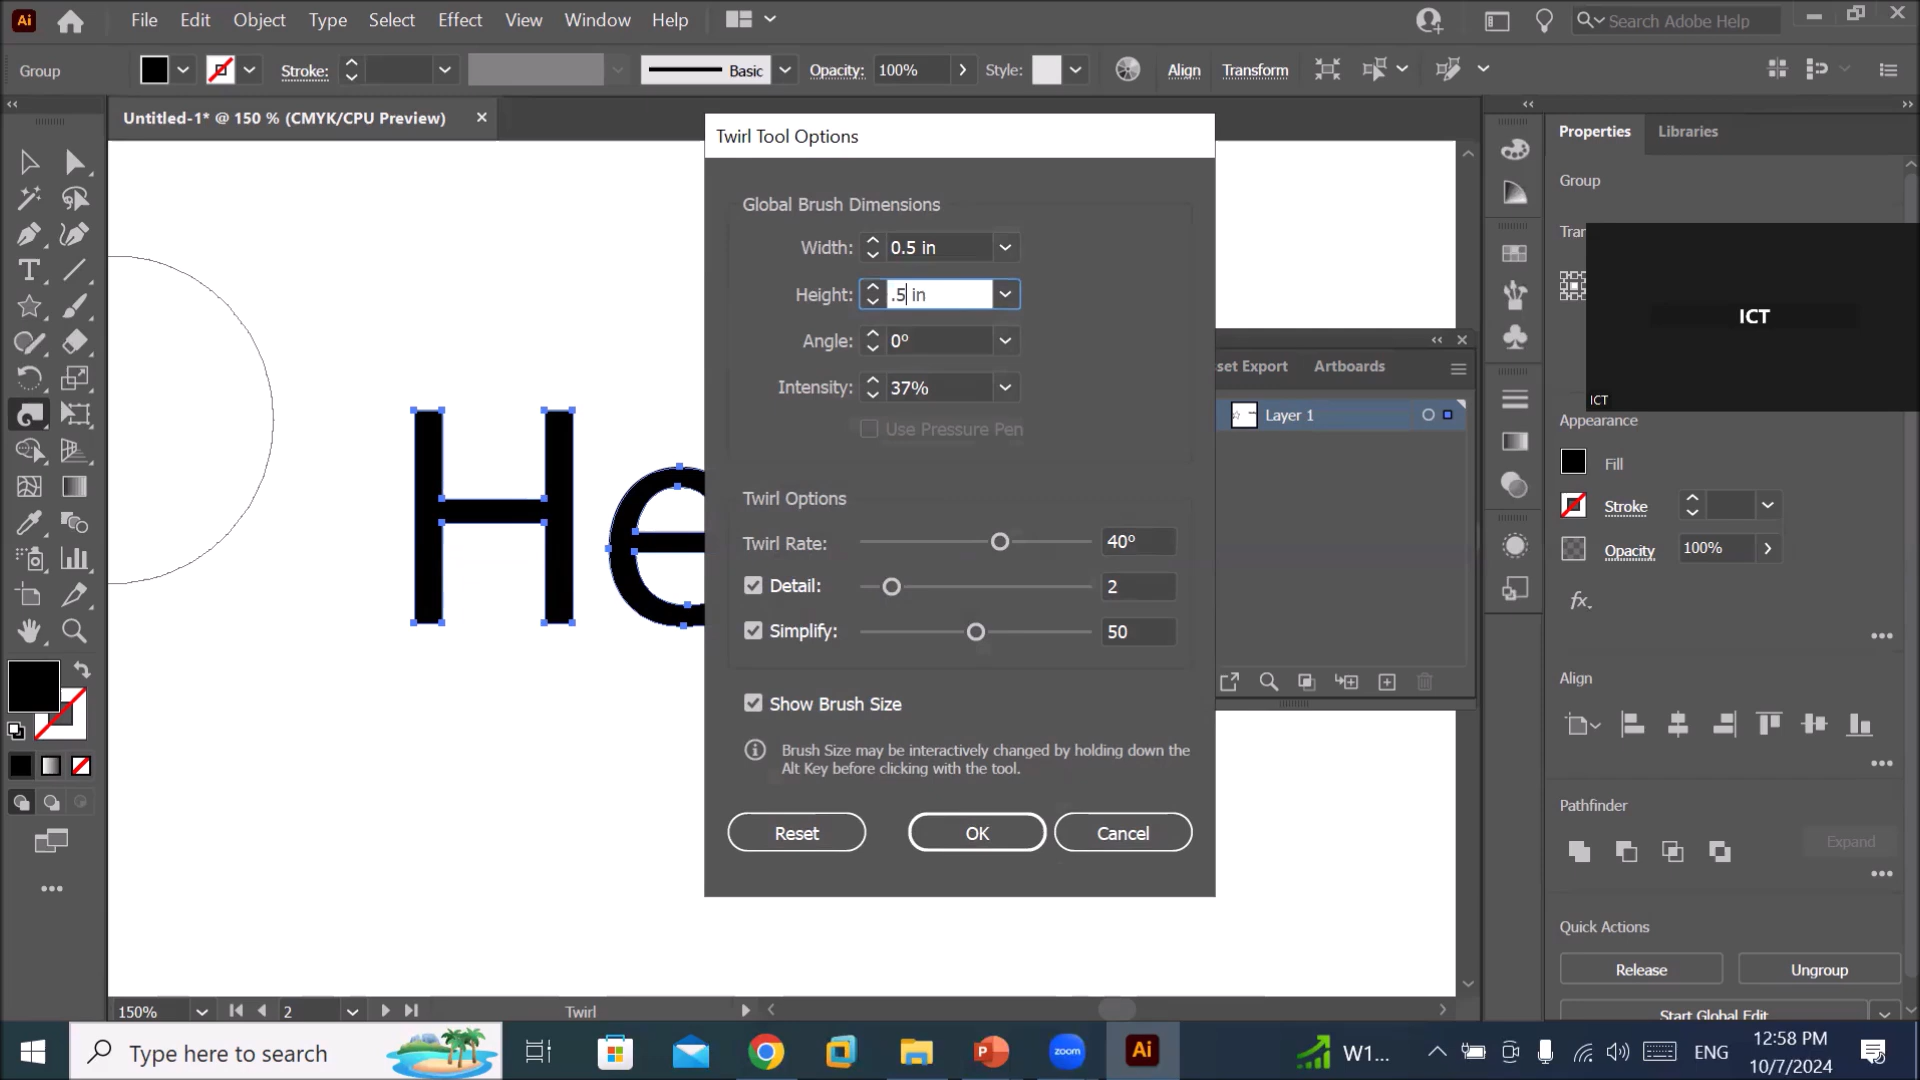 Ai File Edit Object Type Select Effect View Window Help Search Adobe Help
Group Stroke: Basic Opacity: 100% Style: Align Transform
Untitled-1* @ 150 % (CMYK/CPU Preview)
Twirl Tool Options
Global Brush Dimensions
Width: 0.5 in
Height: .5 in
Angle: 0º
Intensity: 37%
Use Pressure Pen
Twirl Options
Twirl Rate: 40º
Detail: 2
Simplify: 50
Show Brush Size
Brush Size may be interactively changed by holding down the
Alt Key before clicking with the tool.
Reset OK Cancel
He
sset Export Artboards
Layer 1
Properties Libraries
Group
Tran
ICT
ICT
Appearance
Fill
Stroke
Opacity 100%
fx.
Align
Pathfinder
Expand
Quick Actions
Release Ungroup
Start Global Edit
150% 2 Twirl
Type here to search
zoom
Ai
W1...
ENG
12:58 PM
10/7/2024